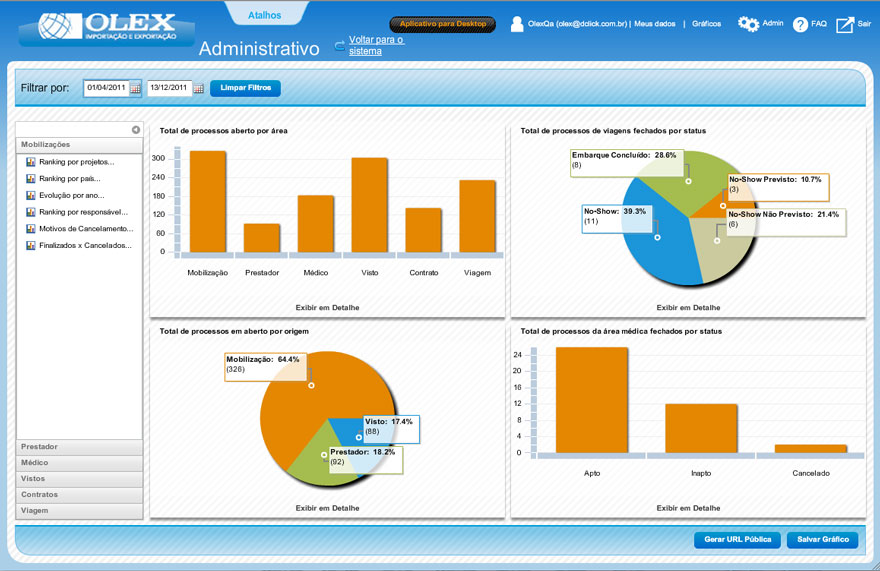 OLEX
IMPORTAÇÃO E EXPORTAÇÃO
Atalhos
Administrativo
Voltar para o
sistema
Aplicativo para Desktop
OlexQa (olex@dclick.com.br) | Meus dados | Gráficos
Admin
FAQ
Sair
Filtrar por:
01/04/2011
13/12/2011
Limpar Filtros
Mobilizações
Ranking por projetos...
Ranking por país...
Evolução por ano...
Ranking por responsável...
Motivos de Cancelamento...
Finalizados x Cancelados...
Prestador
Médico
Vistos
Contratos
Viagem
Total de processos aberto por área
300
240
180
120
60
0
Mobilização
Prestador
Médico
Visto
Contrato
Viagem
Exibir em Detalhe
Total de processos de viagens fechados por status
Embarque Concluído: 28.6%
(8)
No-Show Previsto: 10.7%
(3)
No-Show: 39.3%
(11)
No-Show Não Previsto: 21.4%
(6)
Exibir em Detalhe
Total de processos em aberto por origem
Mobilização: 64.4%
(326)
Visto: 17.4%
(88)
Prestador: 18.2%
(92)
Exibir em Detalhe
Total de processos da área médica fechados por status
24
20
16
12
8
4
0
Apto
Inapto
Cancelado
Exibir em Detalhe
Gerar URL Pública
Salvar Gráfico